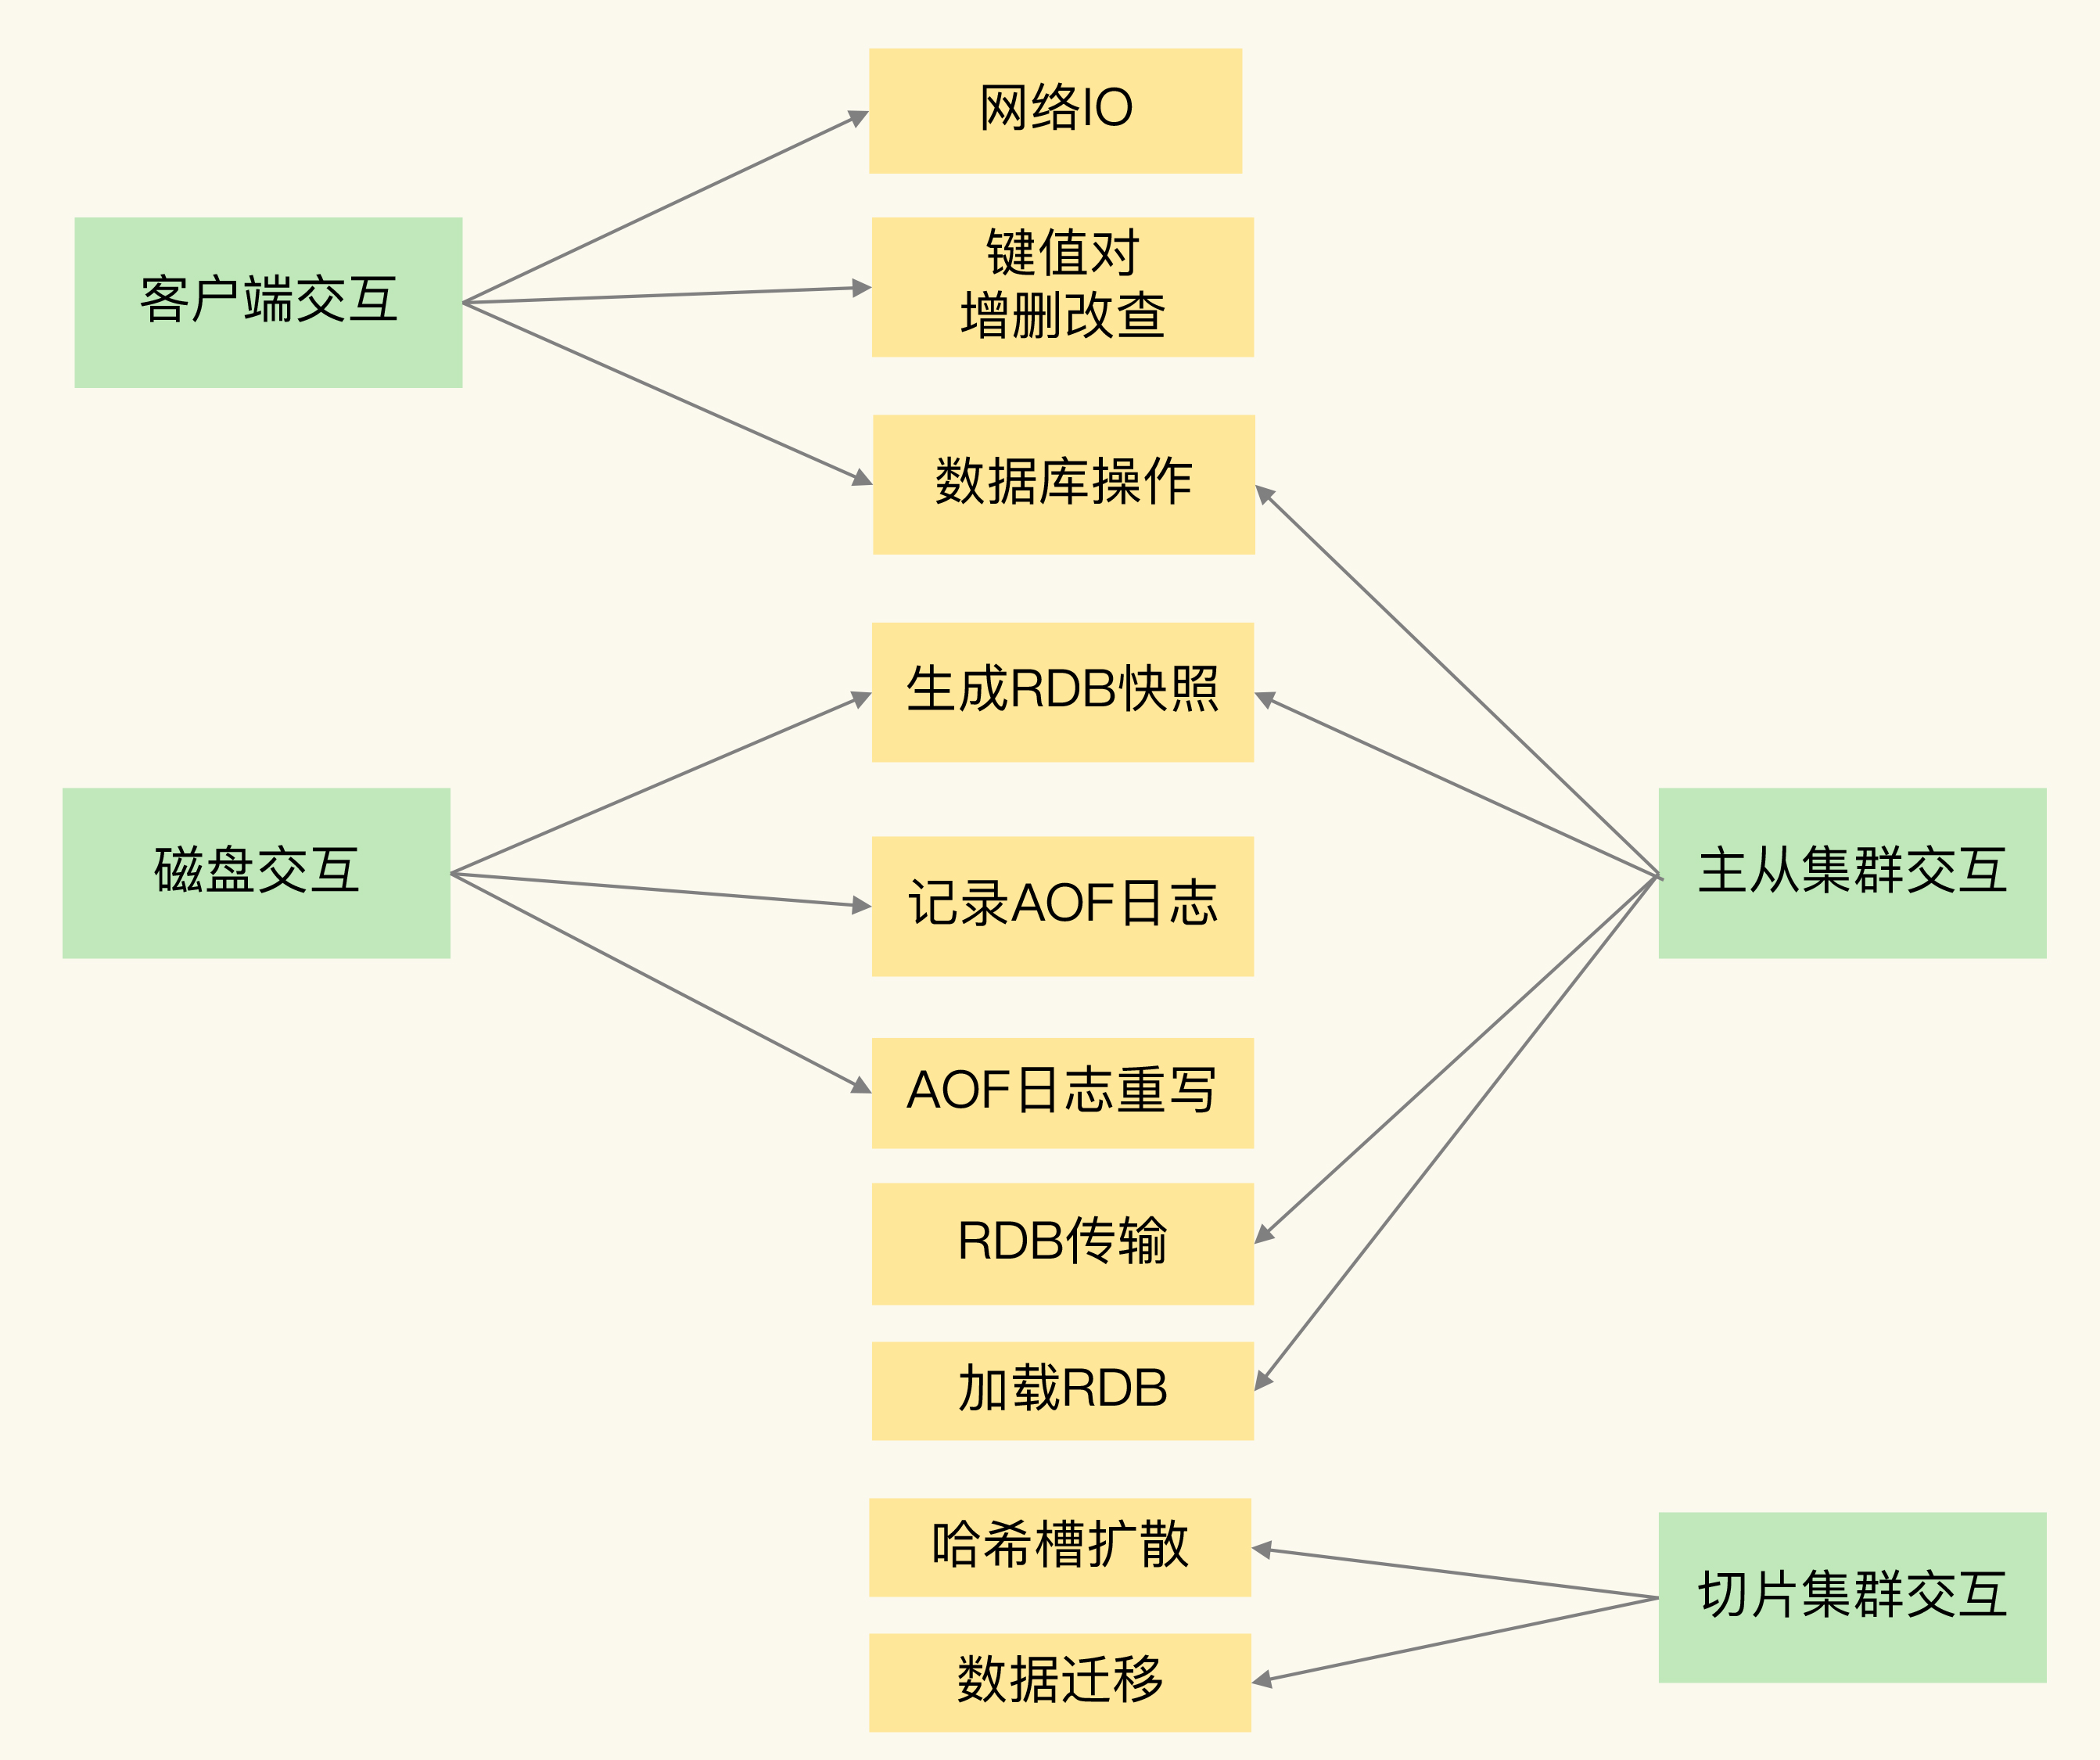 网络IO
客户端交互
键值对
增删改查
数据库操作
生成RDB快照
磁盘交互
记录AOF日志
主从集群交互
AOF日志重写
RDB传输
加载RDB
哈希槽扩散
切片集群交互
数据迁移